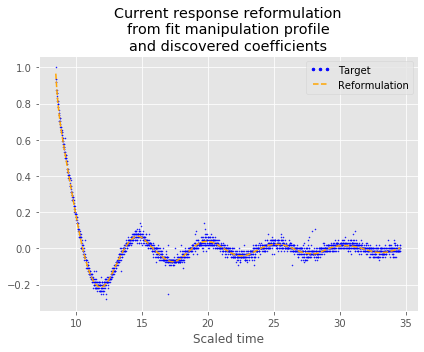 Current response reformulation
from fit manipulation profile
and discovered coefficients
Target
Reformulation
1.0
0.8
0.6
0.4
0.2
0.0
−0.2
10 15 20 25 30 35
Scaled time